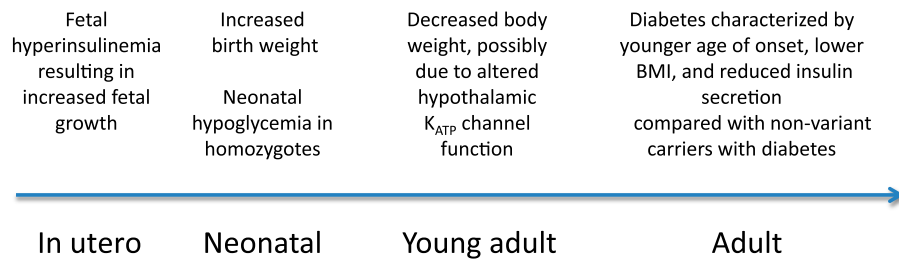 Fetal
hyperinsulinemia
resulting in
increased fetal
growth
Increased
birth weight
Neonatal
hypoglycemia in
homozygotes
Decreased body
weight, possibly
due to altered
hypothalamic
K_ATP channel
function
Diabetes characterized by
younger age of onset, lower
BMI, and reduced insulin
secretion
compared with non-variant
carriers with diabetes
In utero
Neonatal
Young adult
Adult